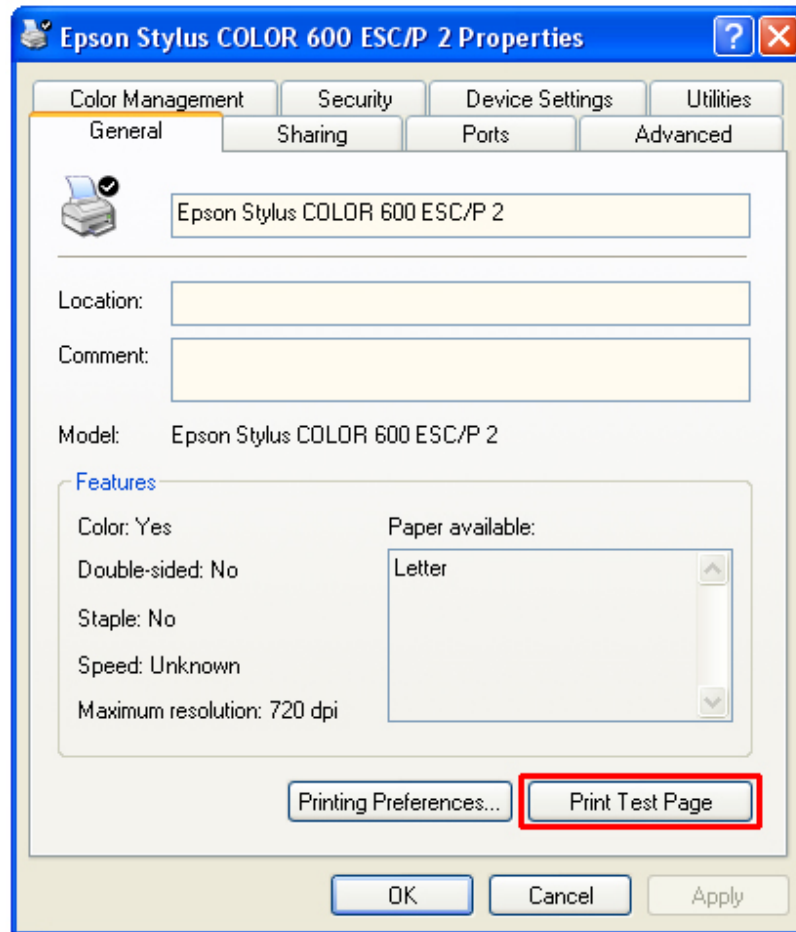 Epson Stylus COLOR 600 ESC/P 2 Properties
?
Color Management Security Device Settings Utilities
General Sharing Ports Advanced
Epson Stylus COLOR 600 ESC/P 2
Location:
Comment:
Model: Epson Stylus COLOR 600 ESC/P 2
Features
Color: Yes Paper available:
Double-sided: No Letter
Staple: No
Speed: Unknown
Maximum resolution: 720 dpi
Printing Preferences... Print Test Page
OK Cancel Apply